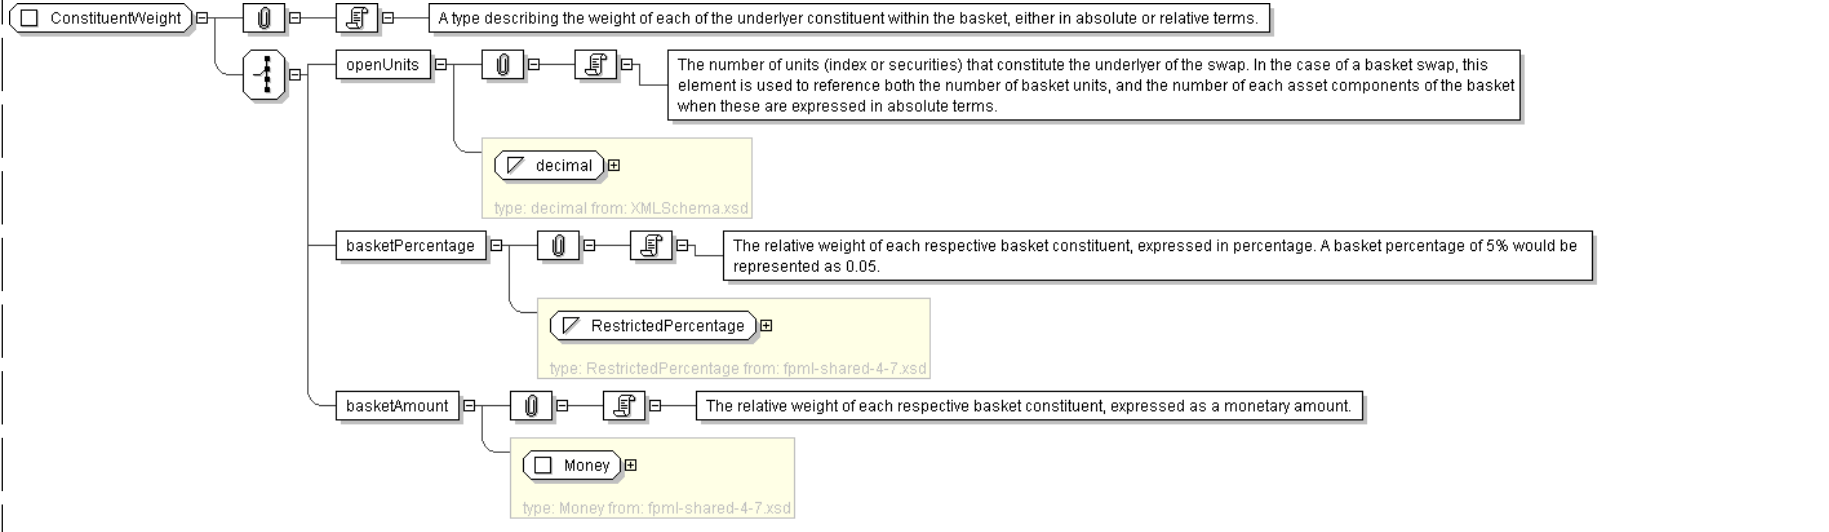 ConstituentWeight
A type describing the weight of each of the underlyer constituent within the basket, either in absolute or relative terms.
openUnits
The number of units (index or securities) that constitute the underlyer of the swap. In the case of a basket swap, this
element is used to reference both the number of basket units, and the number of each asset components of the basket
when these are expressed in absolute terms.
decimal
type: decimal from: XMLSchema.xsd
basketPercentage
The relative weight of each respective basket constituent, expressed in percentage. A basket percentage of 5% would be
represented as 0.05.
RestrictedPercentage
type: RestrictedPercentage from: fpml-shared-4-7.xsd
basketAmount
The relative weight of each respective basket constituent, expressed as a monetary amount.
Money
type: Money from: fpml-shared-4-7.xsd